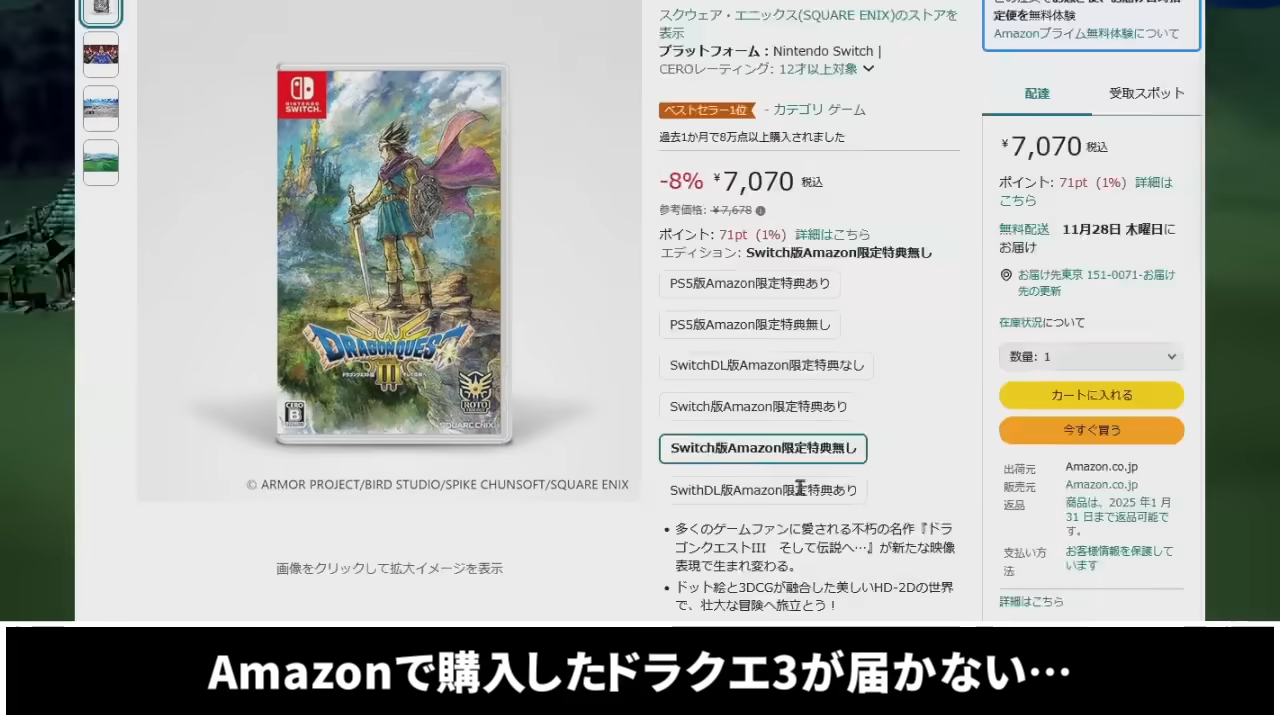 スクウェア・エニックス(SQUARE ENIX)のストアを
表示
プラットフォーム : Nintendo Switch |
CEROレーティング: 12才以上対象
ベストセラー1位 - カテゴリ ゲーム
過去1か月で8万点以上購入されました
-8% ¥7,070 税込
参考価格: ¥7,678
ポイント: 71pt (1%) 詳細はこちら
エディション: Switch版Amazon限定特典無し
PS5版Amazon限定特典あり
PS5版Amazon限定特典無し
SwitchDL版Amazon限定特典なし
Switch版Amazon限定特典あり
Switch版Amazon限定特典無し
SwithDL版Amazon限定特典あり
• 多くのゲームファンに愛される不朽の名作『ドラ
ゴンクエストIII そして伝説へ…』が新たな映像
表現で生まれ変わる。
• ドット絵と3DCGが融合した美しいHD-2Dの世界
で、壮大な冒険へ旅立とう！
NINTENDO
SWITCH
DRAGON QUEST
III
CERO
B
ROTO
SQUARE ENIX
© ARMOR PROJECT/BIRD STUDIO/SPIKE CHUNSOFT/SQUARE ENIX
画像をクリックして拡大イメージを表示
定便を無料体験
Amazonプライム無料体験について
配達 受取スポット
¥7,070 税込
ポイント: 71pt (1%) 詳細は
こちら
無料配送 11月28日 木曜日に
お届け
お届け先東京 151-0071-お届け
先の更新
在庫状況について
数量: 1
カートに入れる
今すぐ買う
出荷元 Amazon.co.jp
販売元 Amazon.co.jp
返品 商品は、2025 年1 月
31 日まで返品可能で
す。
支払い方 お客様情報を保護して
法 います
詳細はこちら
Amazonで購入したドラクエ3が届かない…